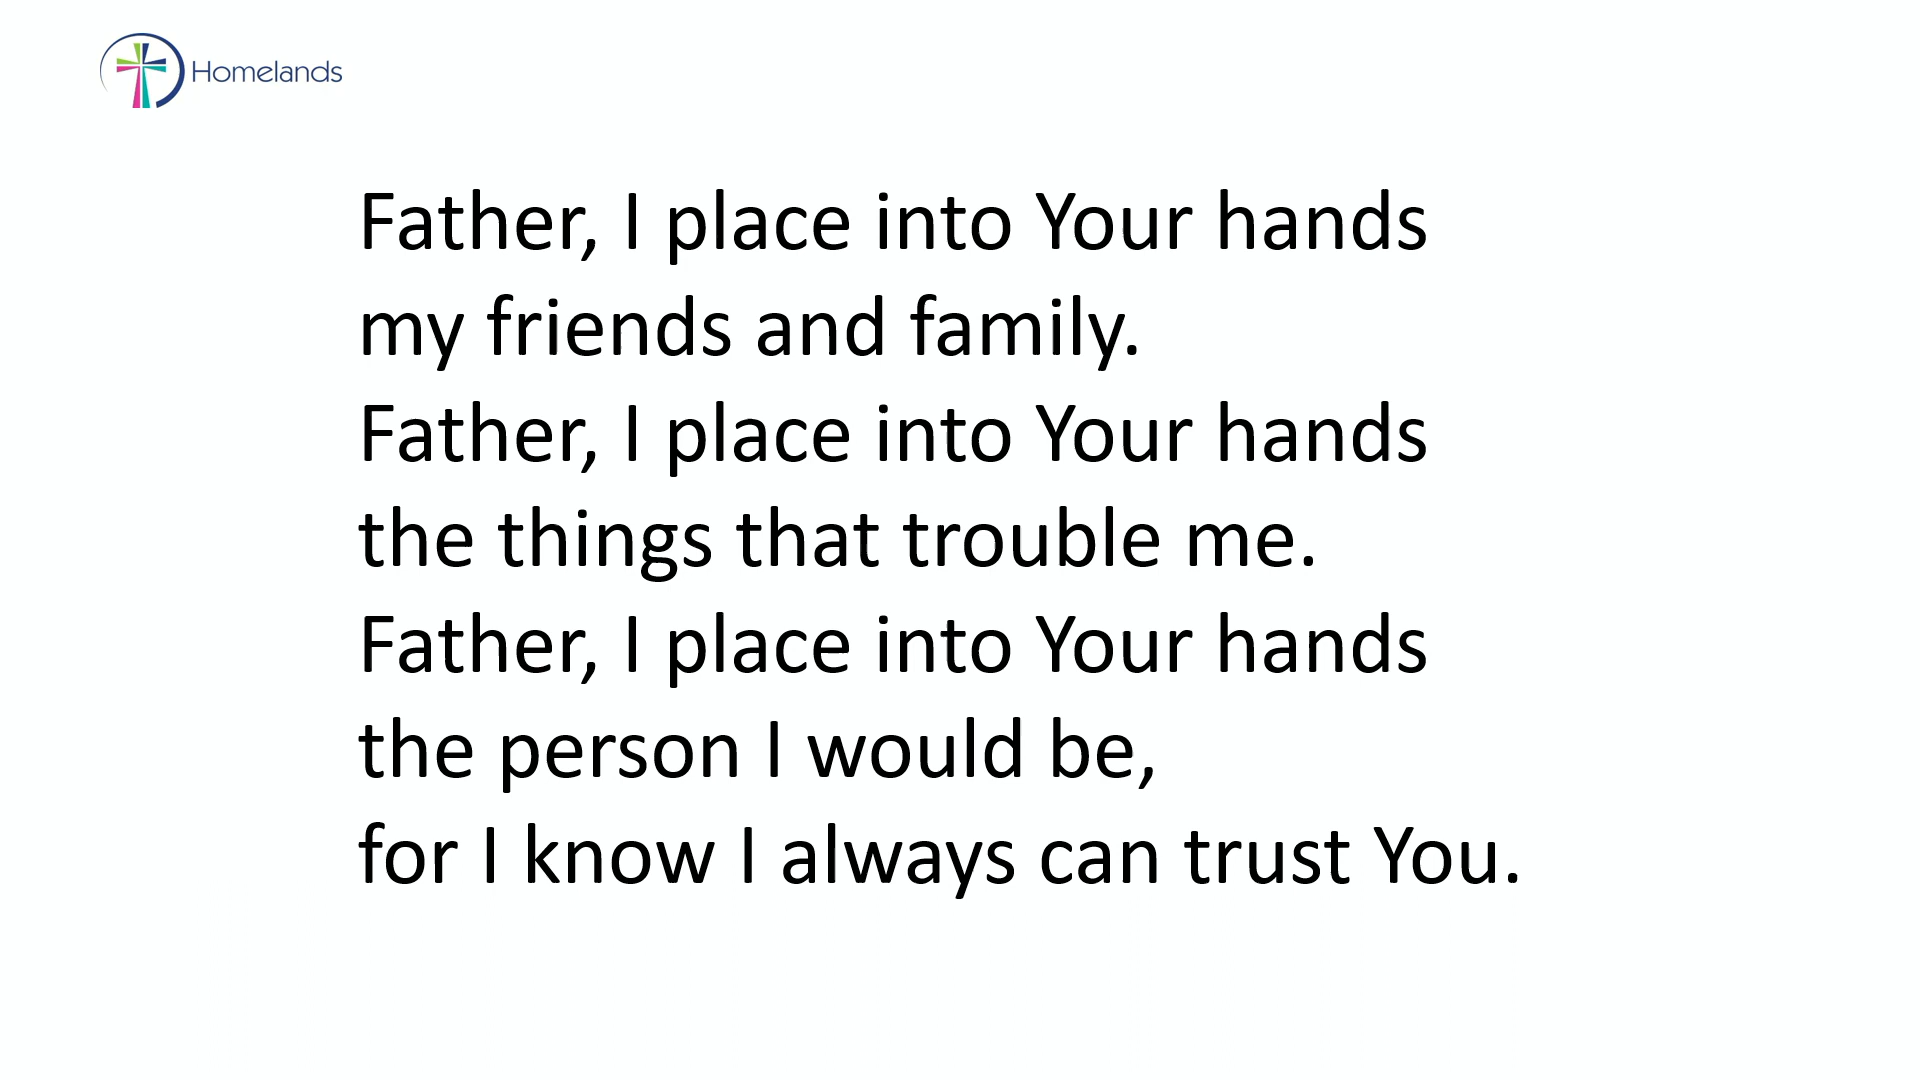 Homelands
Father, I place into Your hands
my friends and family.
Father, I place into Your hands
the things that trouble me.
Father, I place into Your hands
the person I would be,
for I know I always can trust You.